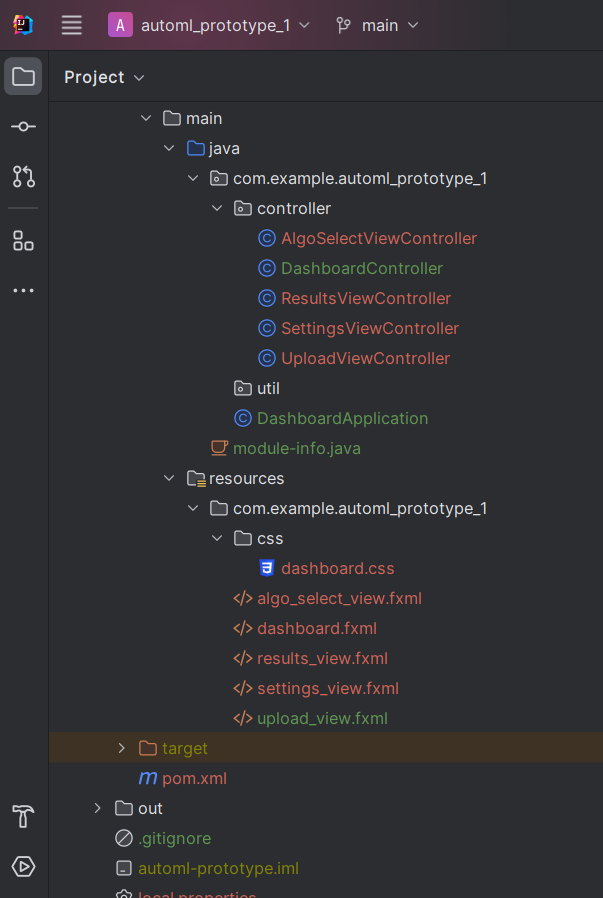 A automl_prototype_1 main
Project
main
java
com.example.automl_prototype_1
controller
C AlgoSelectViewController
C DashboardController
C ResultsViewController
C SettingsViewController
C UploadViewController
util
C DashboardApplication
module-info.java
resources
com.example.automl_prototype_1
css
dashboard.css
</> algo_select_view.fxml
</> dashboard.fxml
</> results_view.fxml
</> settings_view.fxml
</> upload_view.fxml
target
m pom.xml
out
.gitignore
automl-prototype.iml
local.properties